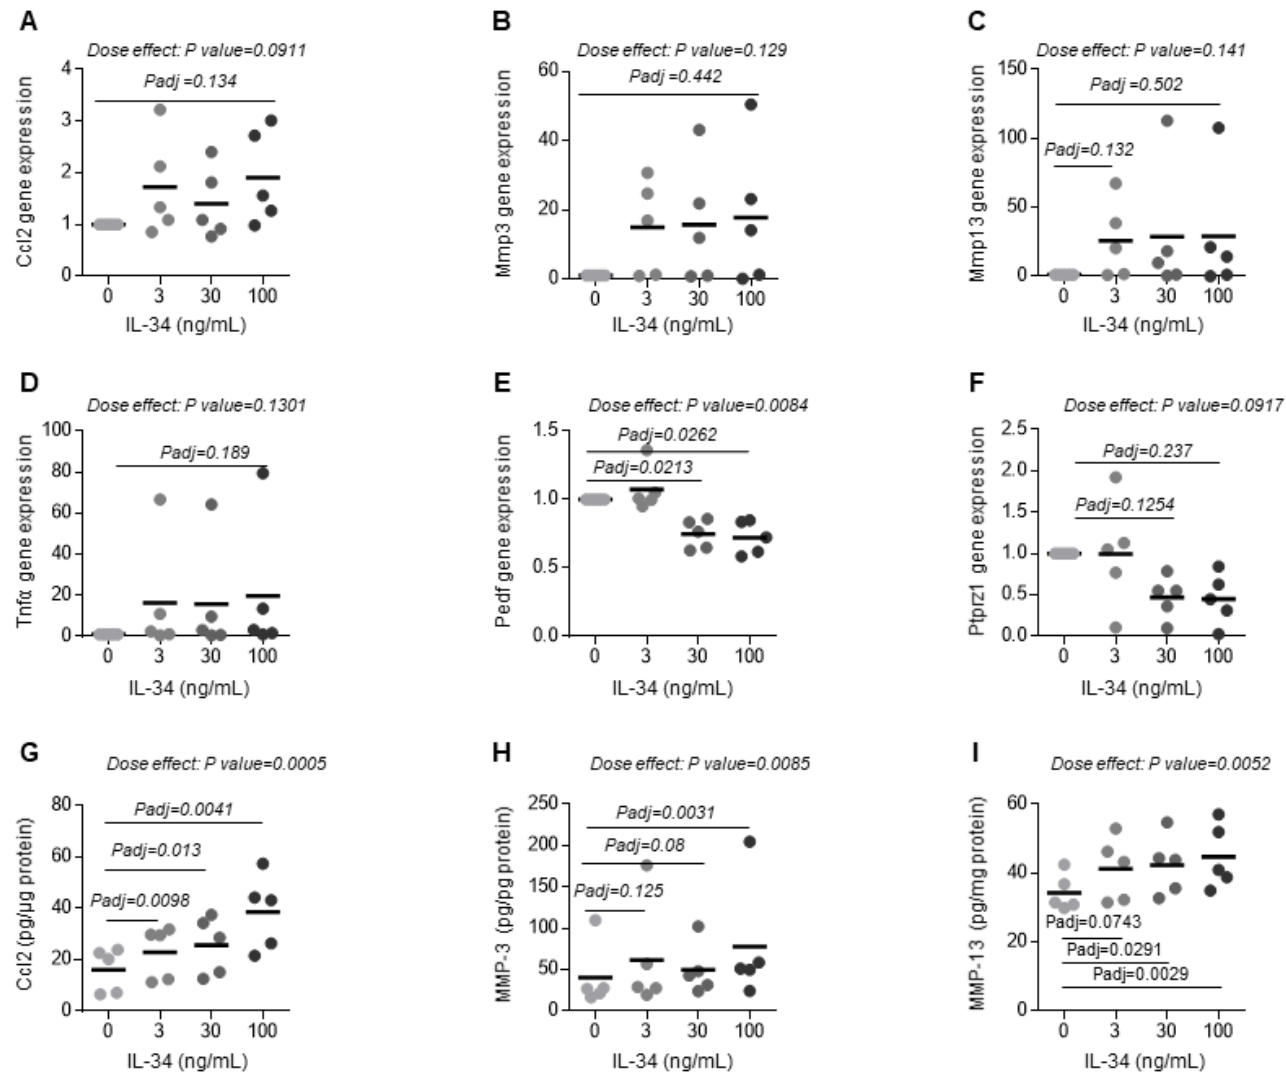 A
Dose effect: P value=0.0911
Padj =0.134
Ccl2 gene expression
4
3
2
1
0
0 3 30 100
IL-34 (ng/mL)
B
Dose effect: P value=0.129
Padj =0.442
Mmp3 gene expression
60
40
20
0
0 3 30 100
IL-34 (ng/mL)
C
Dose effect: P value=0.141
Padj =0.502
Padj=0.132
Mmp13 gene expression
150
100
50
0
0 3 30 100
IL-34 (ng/mL)
D
Dose effect: P value=0.1301
Padj=0.189
Tnfα gene expression
100
80
60
40
20
0
0 3 30 100
IL-34 (ng/mL)
E
Dose effect: P value=0.0084
Padj=0.0262
Padj=0.0213
Pedf gene expression
1.5
1.0
0.5
0.0
0 3 30 100
IL-34 (ng/mL)
F
Dose effect: P value=0.0917
Padj=0.237
Padj=0.1254
Ptprz1 gene expression
2.5
2.0
1.5
1.0
0.5
0.0
0 3 30 100
IL-34 (ng/mL)
G
Dose effect: P value=0.0005
Padj=0.0041
Padj=0.013
Padj=0.0098
Ccl2 (pg/µg protein)
80
60
40
20
0
0 3 30 100
IL-34 (ng/mL)
H
Dose effect: P value=0.0085
Padj=0.0031
Padj=0.08
Padj=0.125
MMP-3 (pg/pg protein)
250
200
150
100
50
0
0 3 30 100
IL-34 (ng/mL)
I
Dose effect: P value=0.0052
MMP-13 (pg/mg protein)
60
40
20
0
Padj=0.0743
Padj=0.0291
Padj=0.0029
0 3 30 100
IL-34 (ng/mL)